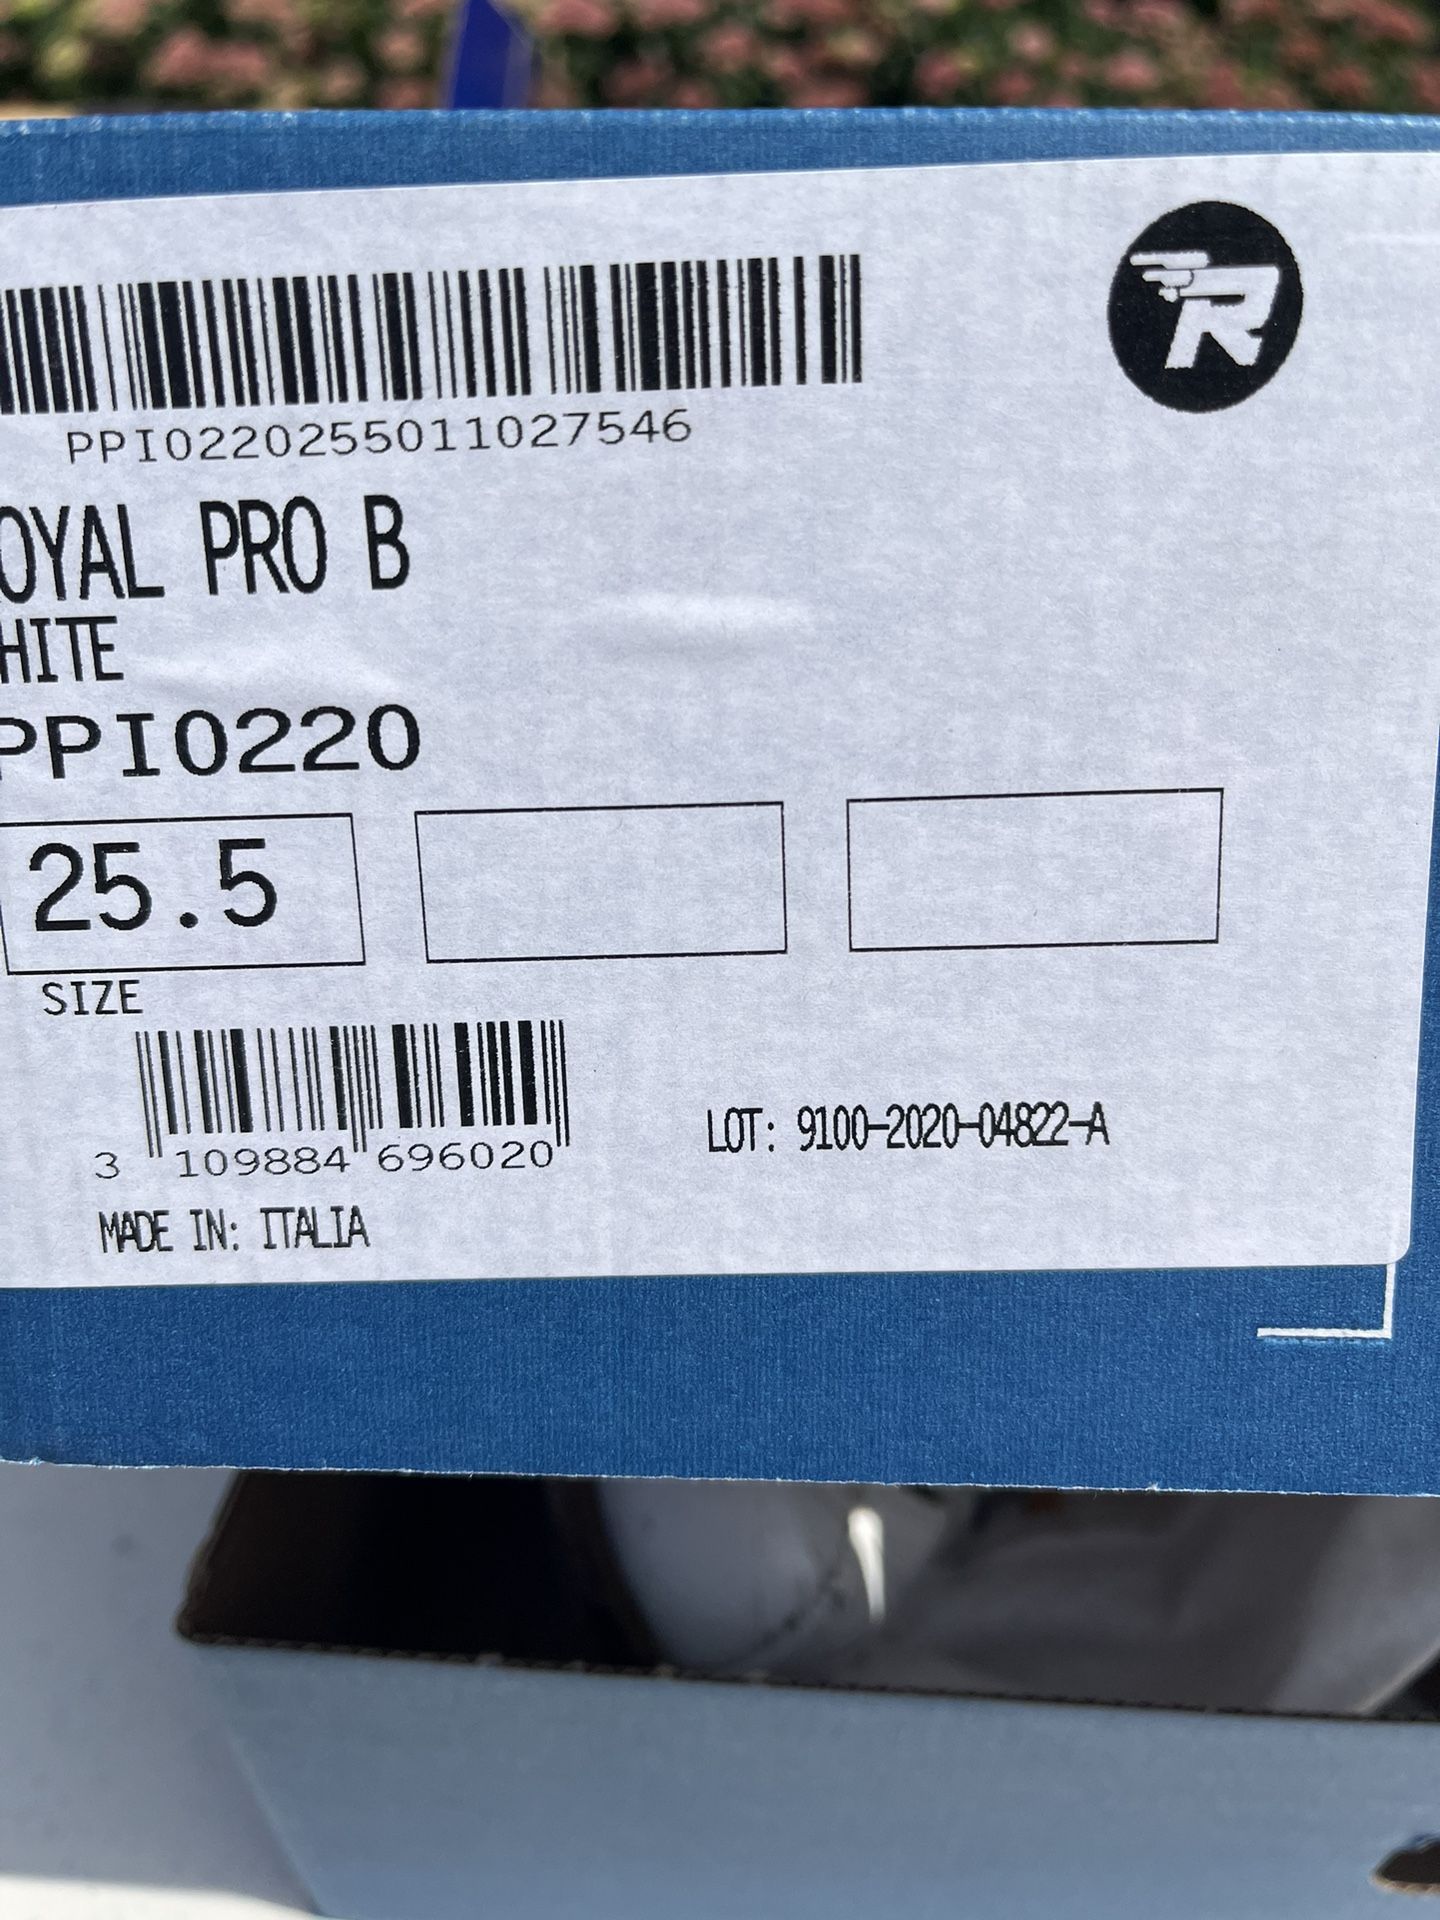 R
PPI0220255011027546
OYAL PRO B
HITE
PPI0220
25.5
SIZE
3 109884 696020
LOT: 9100-2020-04822-A
MADE IN: ITALIA